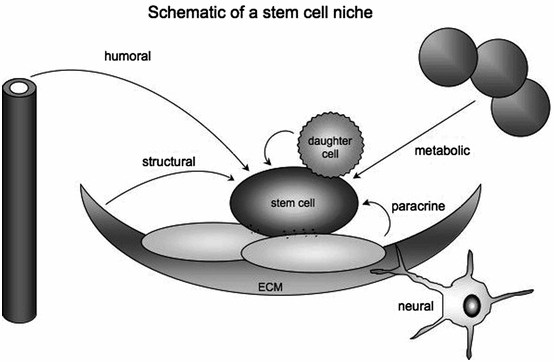 Schematic of a stem cell niche
humoral
daughter
cell
structural
metabolic
stem cell
paracrine
ECM
neural